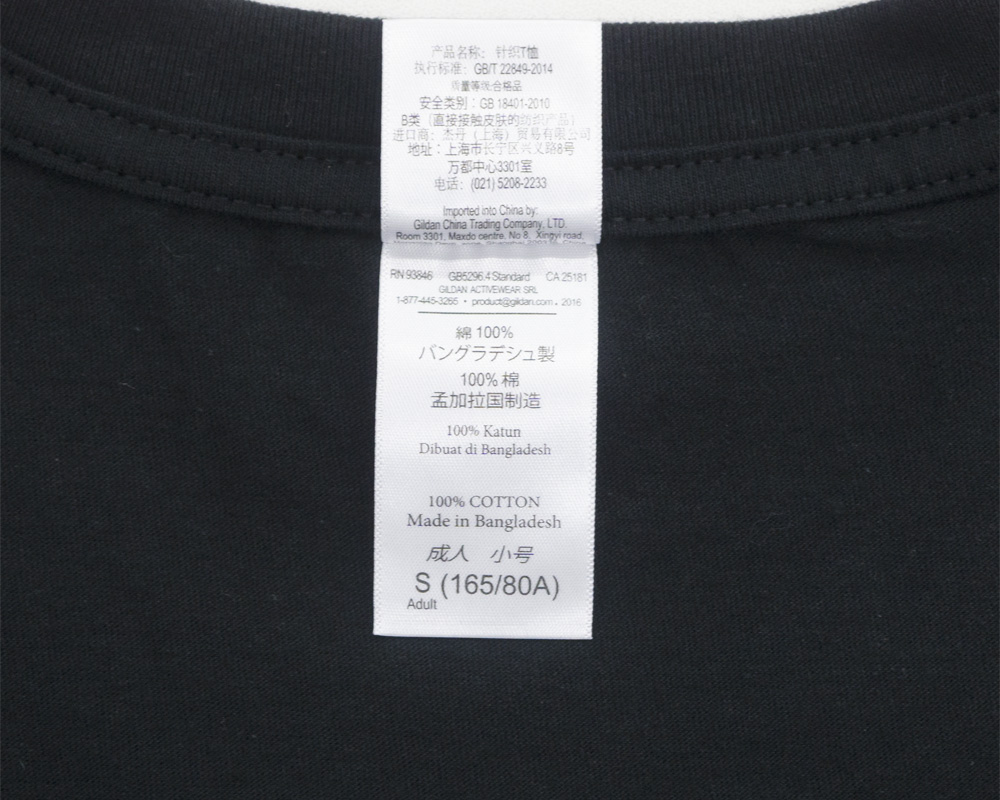 产品名称: 针织T恤
执行标准: GB/T 22849-2014
质量等级:合格品
安全类别:GB 18401-2010
B类 (直接接触皮肤的纺织产品)
进口商: 杰丹 (上海) 贸易有限公司
地址:上海市长宁区兴义路8号
万都中心3301室
电话: (021) 5208-2233
Imported into China by:
Gildan China Trading Company, LTD.
Room 3301, Maxdo centre, No 8. Xingyi road,
RN 93846 GB5296.4 Standard CA 25181
GILDAN ACTIVEWEAR SRL
1-877-445-3265 • product@gildan.com • 2016
綿 100%
バングラデシュ製
100% 棉
孟加拉国制造
100% Katun
Dibuat di Bangladesh
100% COTTON
Made in Bangladesh
成人 小号
S (165/80A)
Adult